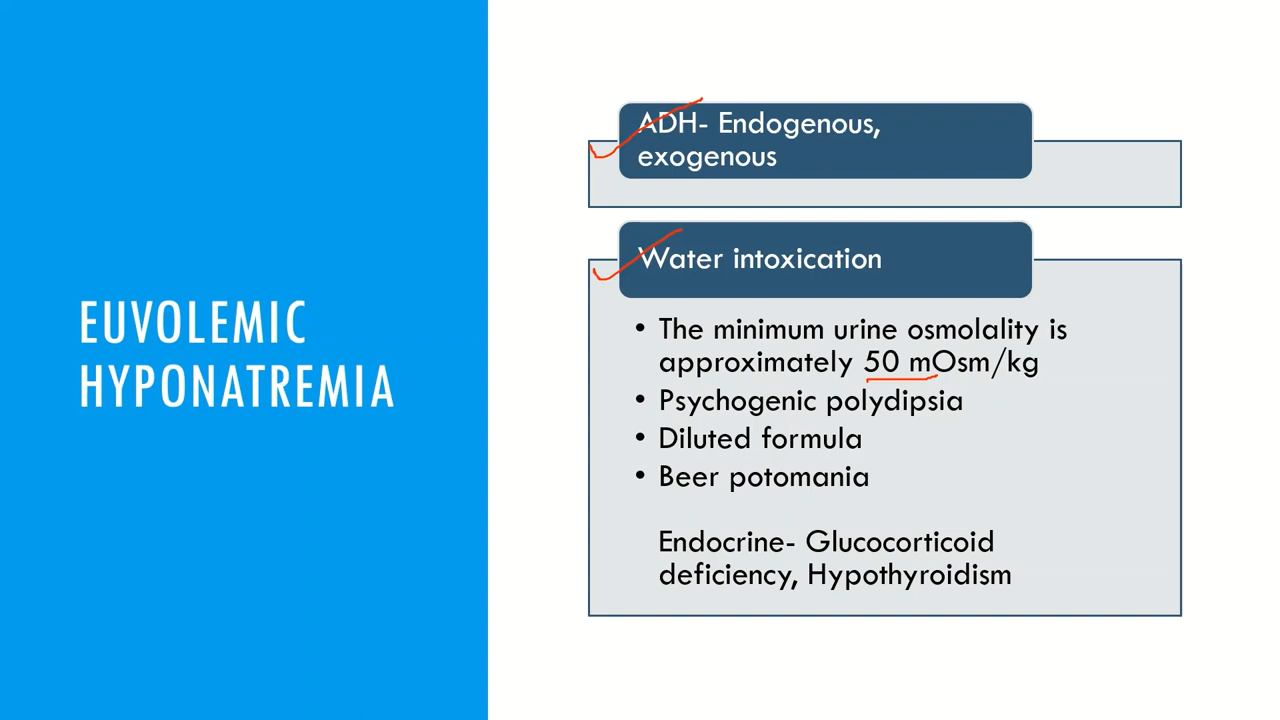 EUVOLEMIC
HYPONATREMIA
ADH- Endogenous,
exogenous
Water intoxication
• The minimum urine osmolality is
approximately 50 mOsm/kg
• Psychogenic polydipsia
• Diluted formula
• Beer potomania
Endocrine- Glucocorticoid
deficiency, Hypothyroidism